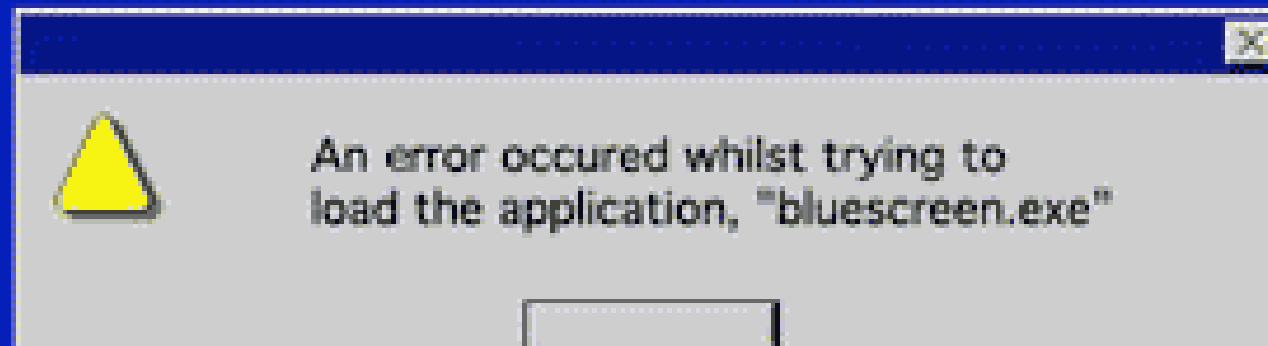 An error occured whilst trying to
load the application, "bluescreen.exe"